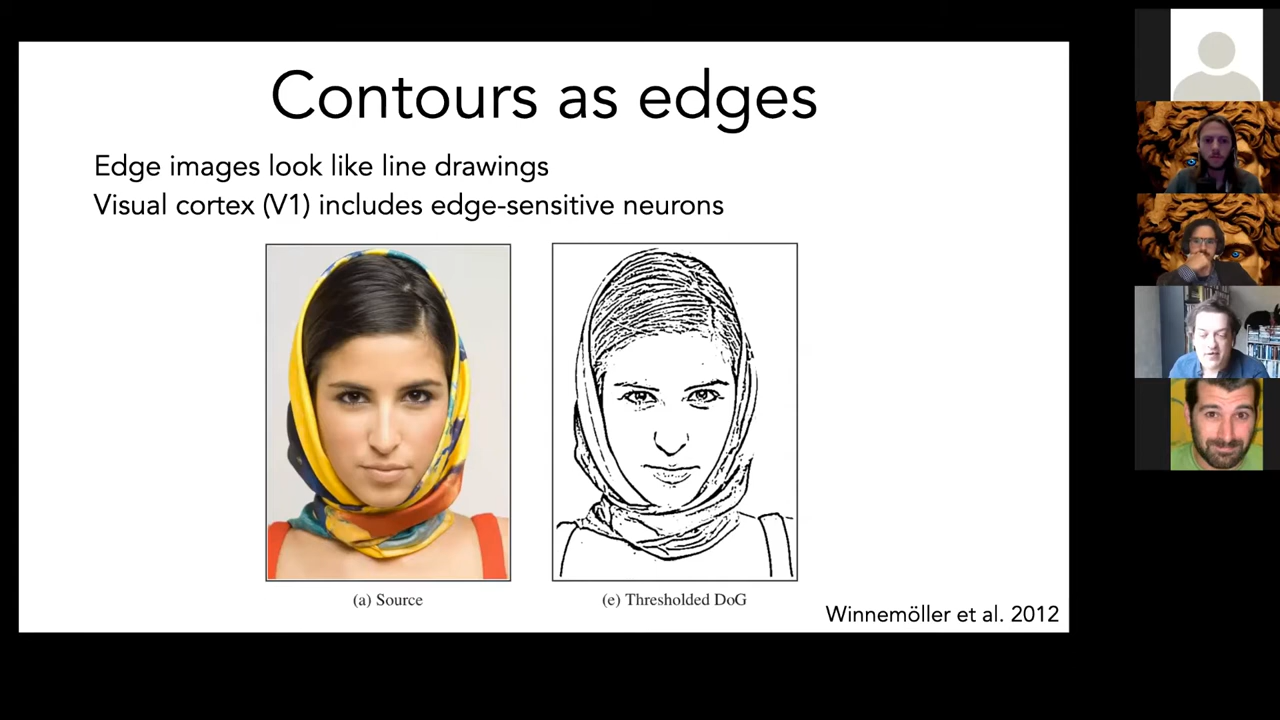 Contours as edges
Edge images look like line drawings
Visual cortex (V1) includes edge-sensitive neurons
(a) Source
(e) Thresholded DoG
Winnemöller et al. 2012